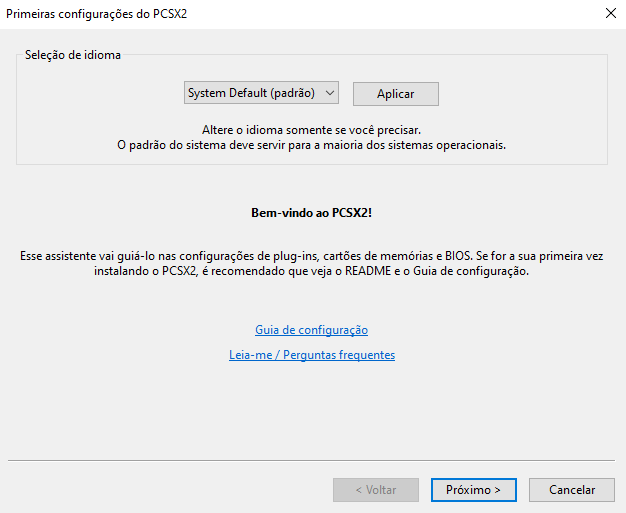 Primeiras configurações do PCSX2
Seleção de idioma
System Default (padrão)
Aplicar
Altere o idioma somente se você precisar.
O padrão do sistema deve servir para a maioria dos sistemas operacionais.
Bem-vindo ao PCSX2!
Esse assistente vai guiá-lo nas configurações de plug-ins, cartões de memórias e BIOS. Se for a sua primeira vez
instalando o PCSX2, é recomendado que veja o README e o Guia de configuração.
Guia de configuração
Leia-me / Perguntas frequentes
< Voltar
Próximo >
Cancelar